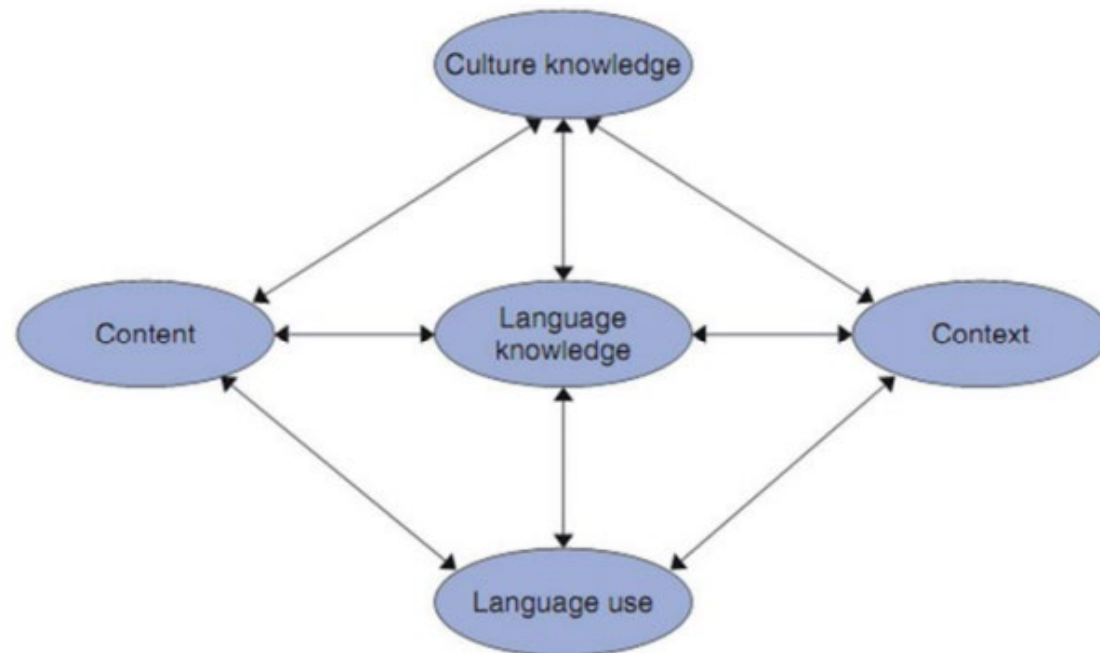 Culture knowledge
Content
Language
knowledge
Context
Language use